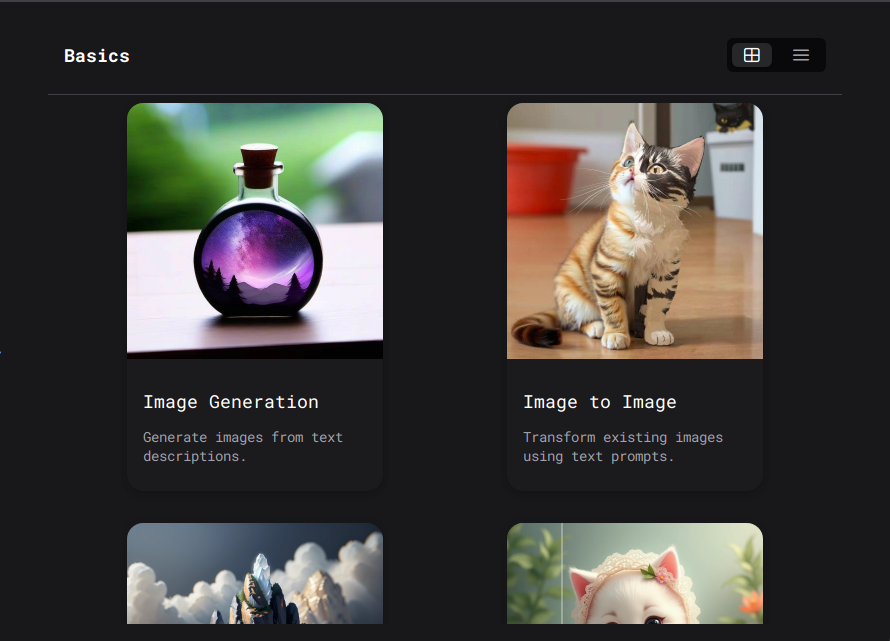 Basics
Image Generation
Generate images from text
descriptions.
Image to Image
Transform existing images
using text prompts.